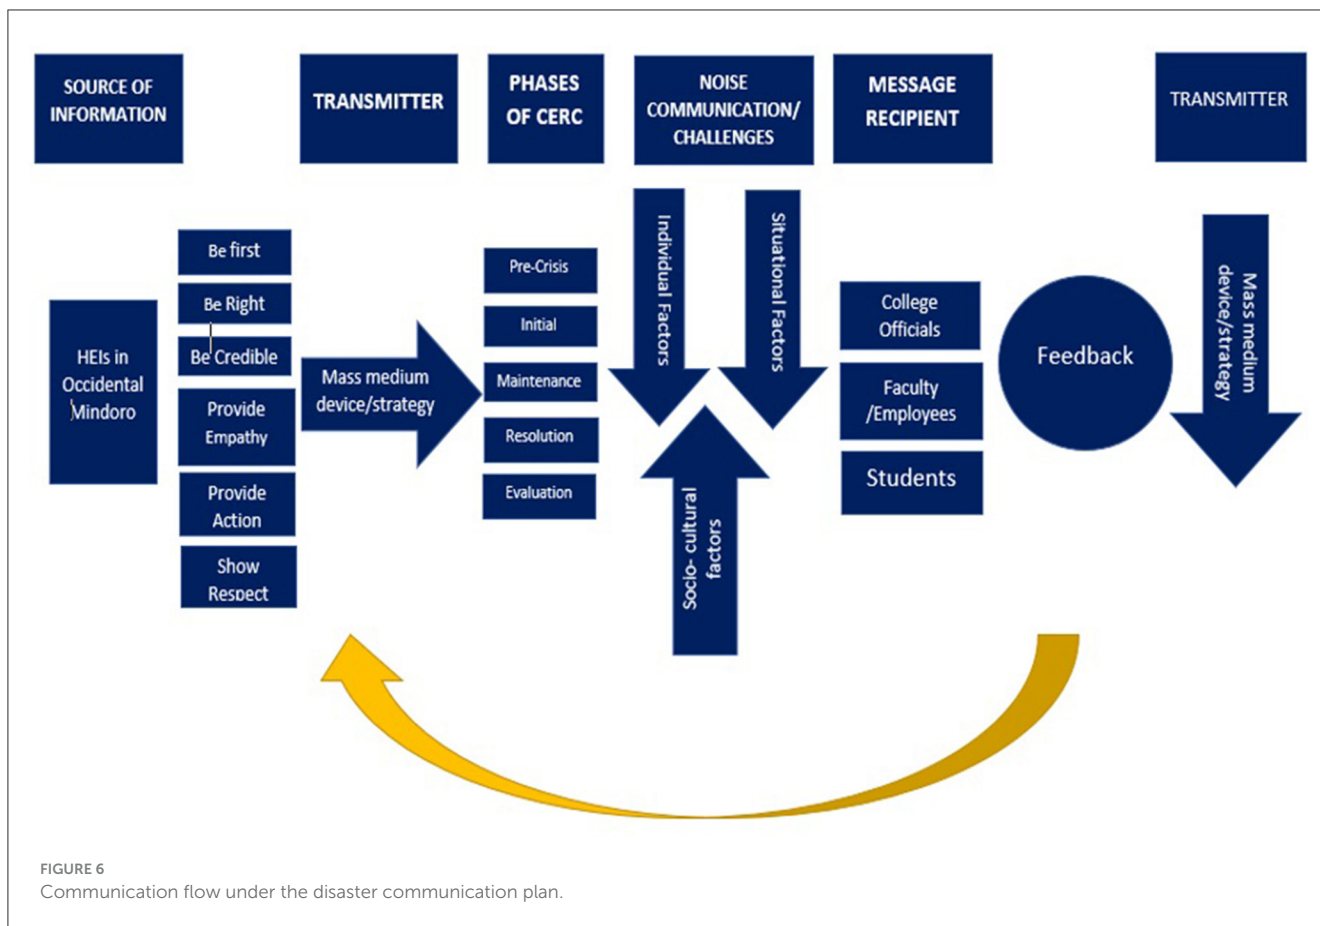 SOURCE OF
INFORMATION
TRANSMITTER
PHASES
OF CERC
NOISE
COMMUNICATION/
CHALLENGES
MESSAGE
RECIPIENT
TRANSMITTER
HEIs in
Occidental
Mindoro
Be first
Be Right
Be Credible
Provide
Empathy
Provide
Action
Show
Respect
Mass medium
device/strategy
Pre-Crisis
Initial
Maintenance
Resolution
Evaluation
Individual Factors
Situational Factors
Socio- cultural
factors
College
Officials
Faculty
/Employees
Students
Feedback
Mass medium
device/strategy
FIGURE 6
Communication flow under the disaster communication plan.